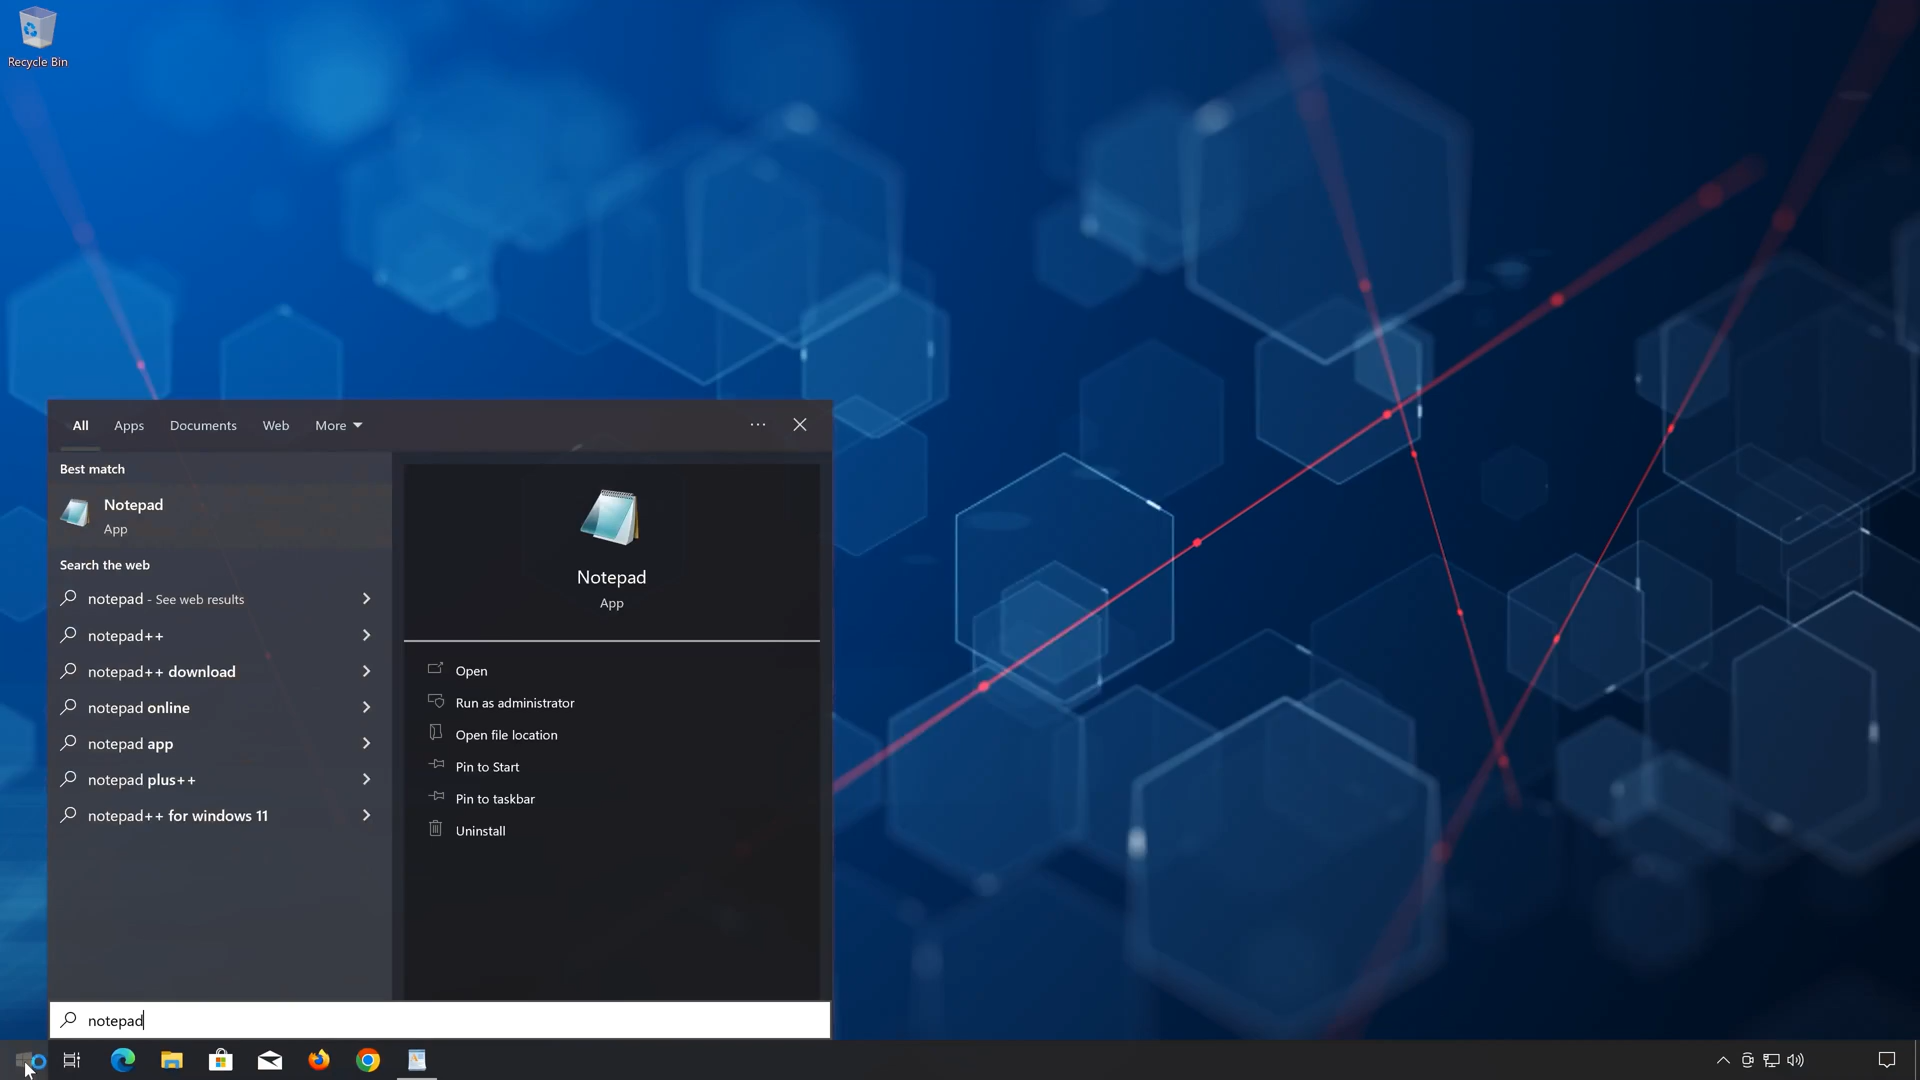 Recycle Bin
All Apps Documents Web More
Best match
Notepad
App
Search the web
notepad - See web results
notepad++
notepad++ download
notepad online
notepad app
notepad plus++
notepad++ for windows 11
Notepad
App
Open
Run as administrator
Open file location
Pin to Start
Pin to taskbar
Uninstall
notepad